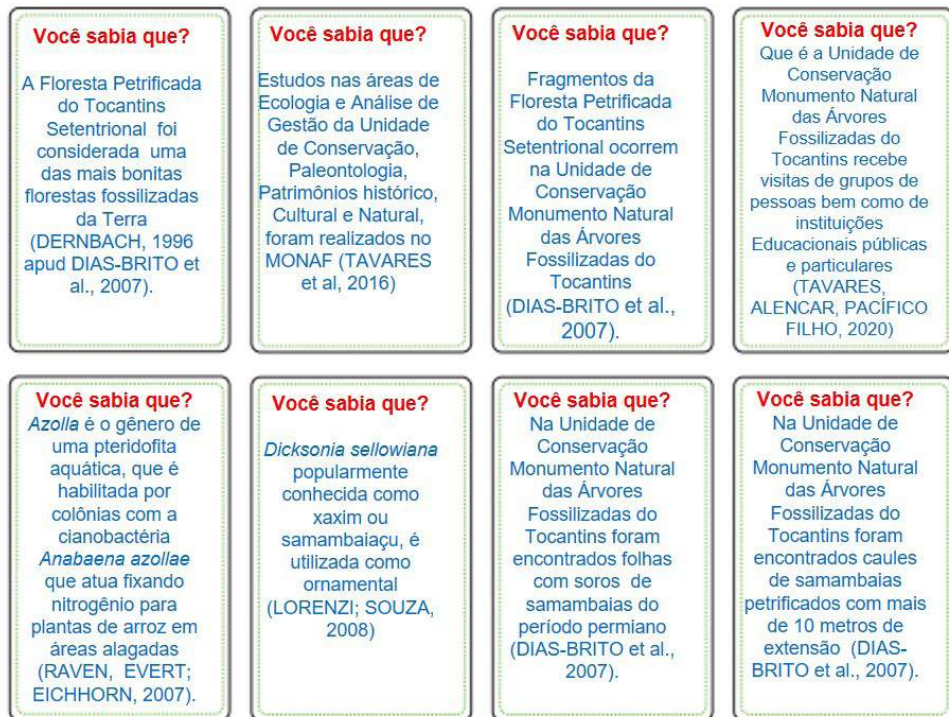 Você sabia que?
A Floresta Petrificada
do Tocantins
Setentrional foi
considerada uma
das mais bonitas
florestas fossilizadas
da Terra
(DERNBACH, 1996
apud DIAS-BRITO et
al., 2007).
Você sabia que?
Estudos nas áreas de
Ecologia e Análise de
Gestão da Unidade
de Conservação,
Paleontologia,
Patrimônios histórico,
Cultural e Natural,
foram realizados no
MONAF (TAVARES
et al, 2016)
Você sabia que?
Fragmentos da
Floresta Petrificada
do Tocantins
Setentrional ocorrem
na Unidade de
Conservação
Monumento Natural
das Árvores
Fossilizadas do
Tocantins
(DIAS-BRITO et al.,
2007).
Você sabia que?
Que é a Unidade de
Conservação
Monumento Natural
das Árvores
Fossilizadas do
Tocantins recebe
visitas de grupos de
pessoas bem como de
instituições
Educacionais públicas
e particulares
(TAVARES,
ALENCAR, PACÍFICO
FILHO, 2020)
Você sabia que?
Azolla é o gênero de
uma pteridofita
aquática, que é
habilitada por
colônias com a
cianobactéria
Anabaena azollae
que atua fixando
nitrogênio para
plantas de arroz em
áreas alagadas
(RAVEN, EVERT;
EICHHORN, 2007).
Você sabia que?
Dicksonia sellowiana
popularmente
conhecida como
xaxim ou
samambaiaçu, é
utilizada como
ornamental
(LORENZI; SOUZA,
2008)
Você sabia que?
Na Unidade de
Conservação
Monumento Natural
das Árvores
Fossilizadas do
Tocantins foram
encontrados folhas
com soros de
samambaias do
período permiano
(DIAS-BRITO et al.,
2007).
Você sabia que?
Na Unidade de
Conservação
Monumento Natural
das Árvores
Fossilizadas do
Tocantins foram
encontrados caules
de samambaias
petrificados com mais
de 10 metros de
extensão (DIAS-
BRITO et al., 2007).